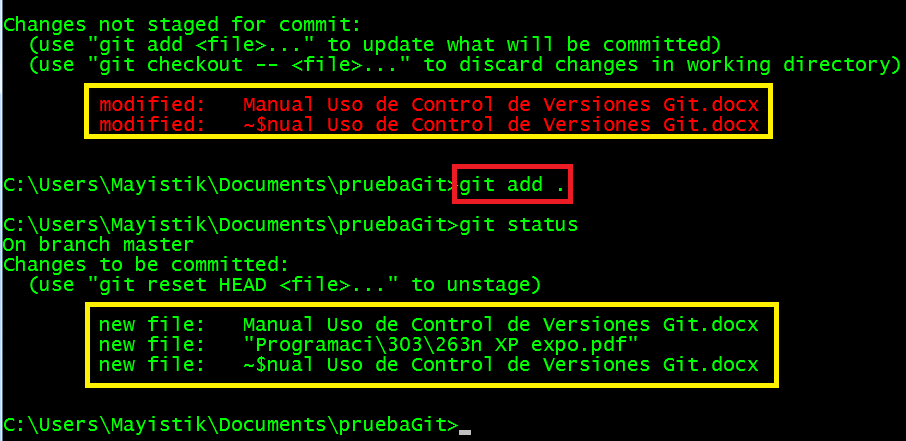 Changes not staged for commit:
(use "git add <file>..." to update what will be committed)
(use "git checkout -- <file>..." to discard changes in working directory)
modified: Manual Uso de Control de Versiones Git.docx
modified: ~$nual Uso de Control de Versiones Git.docx
C:\Users\Mayistik\Documents\pruebaGit>git add .
C:\Users\Mayistik\Documents\pruebaGit>git status
On branch master
Changes to be committed:
(use "git reset HEAD <file>..." to unstage)
new file: Manual Uso de Control de Versiones Git.docx
new file: "Programaci\303\263n XP expo.pdf"
new file: ~$nual Uso de Control de Versiones Git.docx
C:\Users\Mayistik\Documents\pruebaGit>